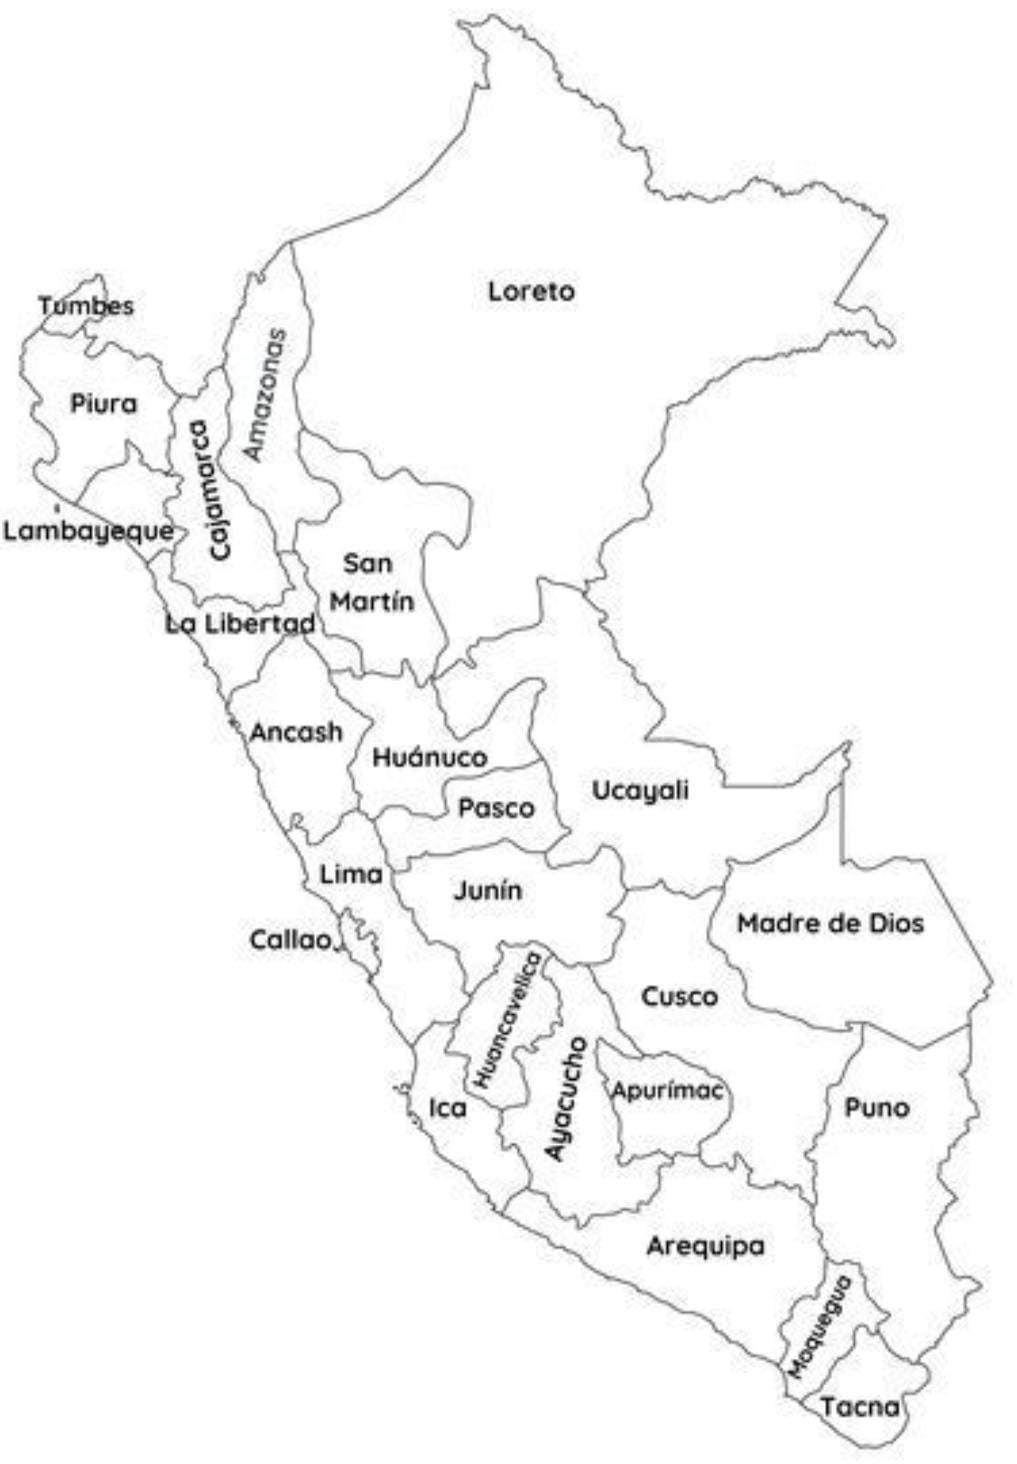 Loreto
Tumbes
Amazonas
Piura
Cajamarca
Lambayeque
San
Martín
La Libertad
Ancash
Huánuco
Ucayali
Pasco
Lima
Junín
Madre de Dios
Callao
Huancavelica
Cusco
Ayacucho
Apurímac
Ica
Puno
Arequipa
Moquegua
Tacna